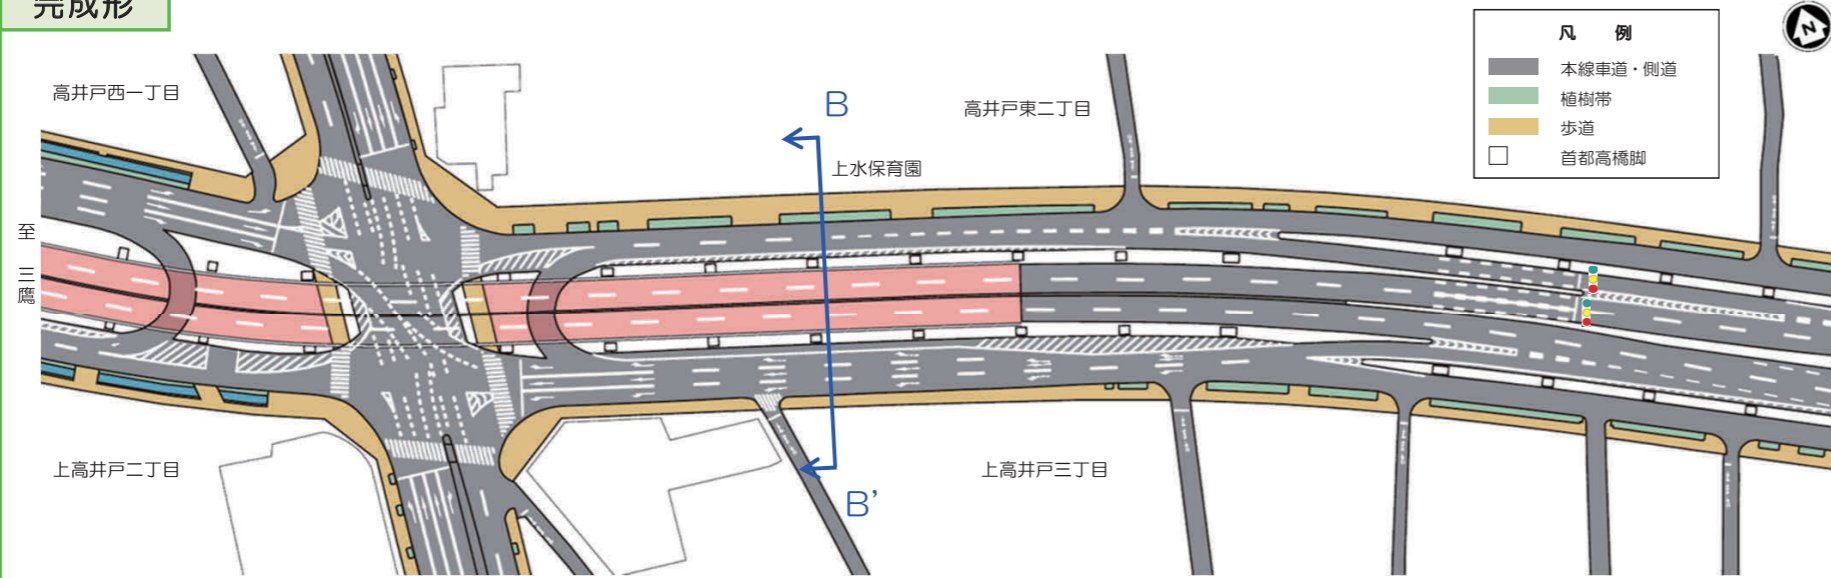 完成形
凡 例
本線車道・側道
植樹帯
歩道
首都高橋脚
N
高井戸西一丁目
B
高井戸東二丁目
上水保育園
至三鷹
上高井戸二丁目
上高井戸三丁目
B’